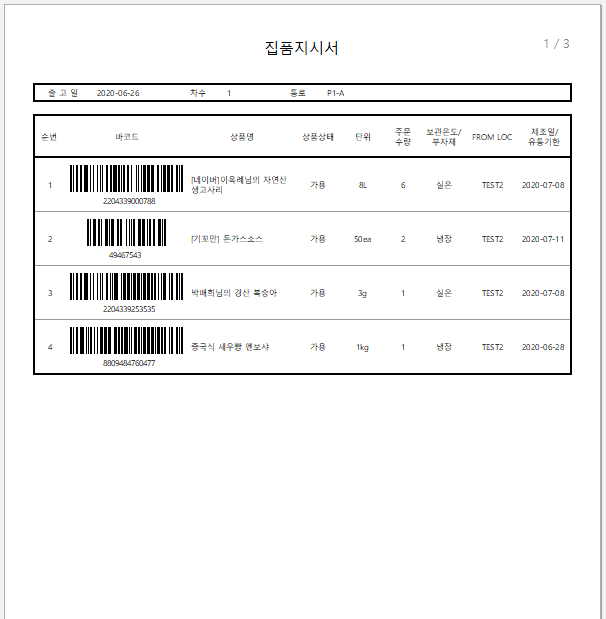 집품지시서
1 / 3
출 고 일 2020-06-26 차수 1 통로 P1-A
순번 바코드 상품명 상품상태 단위 주문 수량 보관온도/ 부자재 FROM LOC 제조일/ 유통기한
1 2204339000788 [네이버]이옥례님의 자연산 생고사리 가용 8L 6 실온 TEST2 2020-07-08
2 49467543 [기꼬만] 돈가스소스 가용 50ea 2 냉장 TEST2 2020-07-11
3 2204339253535 박배희님의 경산 복숭아 가용 3g 1 실온 TEST2 2020-07-08
4 8809484760477 중국식 새우빵 멘보샤 가용 1kg 1 냉장 TEST2 2020-06-28